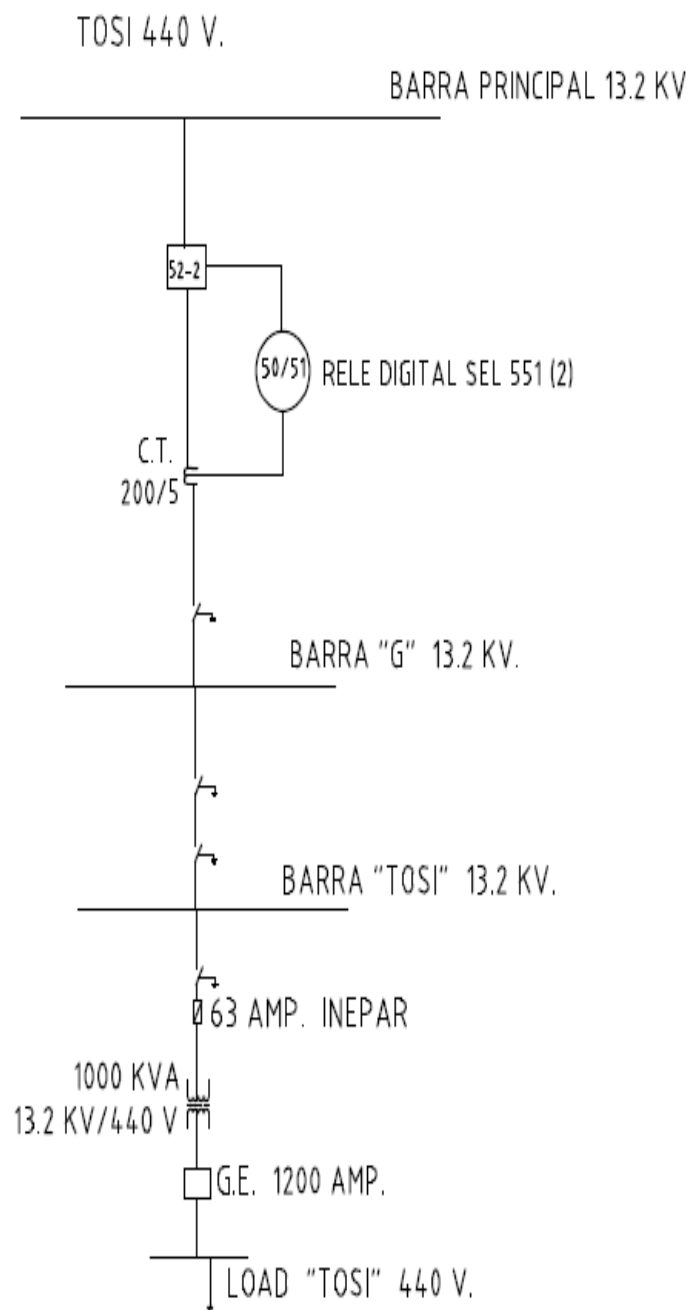 TOSI 440 V.
BARRA PRINCIPAL 13.2 KV
52-2
50/51
RELE DIGITAL SEL 551 (2)
C.T.
200/5
BARRA "G" 13.2 KV.
BARRA "TOSI" 13.2 KV.
63 AMP. INEPAR
1000 KVA
13.2 KV/440 V
G.E. 1200 AMP.
LOAD "TOSI" 440 V.